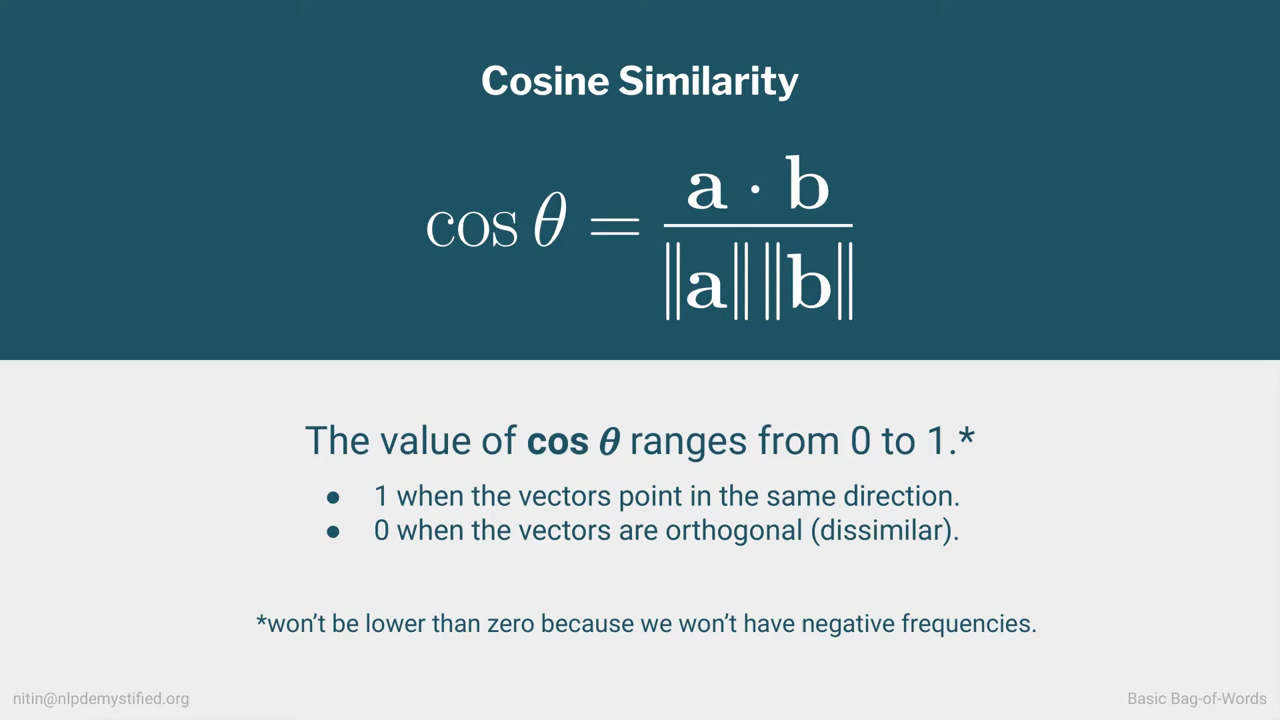 Cosine Similarity
cos θ = a · b / ‖a‖ ‖b‖
The value of cos θ ranges from 0 to 1.*
● 1 when the vectors point in the same direction.
● 0 when the vectors are orthogonal (dissimilar).
*won’t be lower than zero because we won’t have negative frequencies.
nitin@nlpdemystified.org
Basic Bag-of-Words